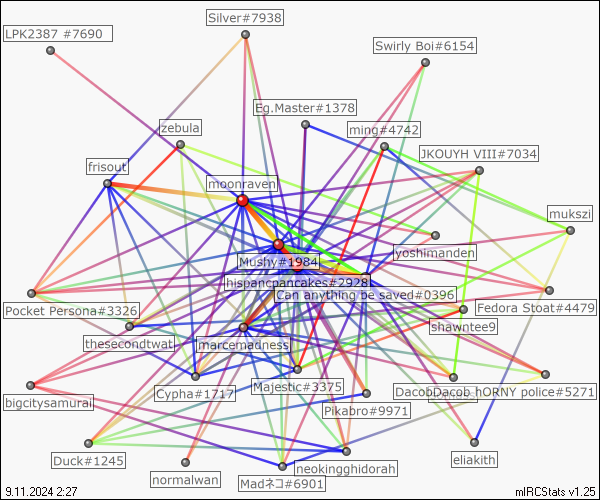 Silver#7938
LPK2387 #7690
Swirly Boi#6154
Eg.Master#1378
zebula
ming#4742
JKOUYH VIII#7034
frisout
moonraven
mukszi
yoshimanden
Mushy#1984
hispancpancakes#2928
Can anything be saved#0396
Pocket Persona#3326
Fedora Stoat#4479
shawntee9
thesecondtwat
marcemadness
Majestic#3375
Cypha#1717
DacobDacob hORNY police#5271
bigcitysamurai
Pikabro#9971
Duck#1245
eliakith
neokingghidorah
normalwan
Madネコ#6901
9.11.2024 2:27
mIRCStats v1.25